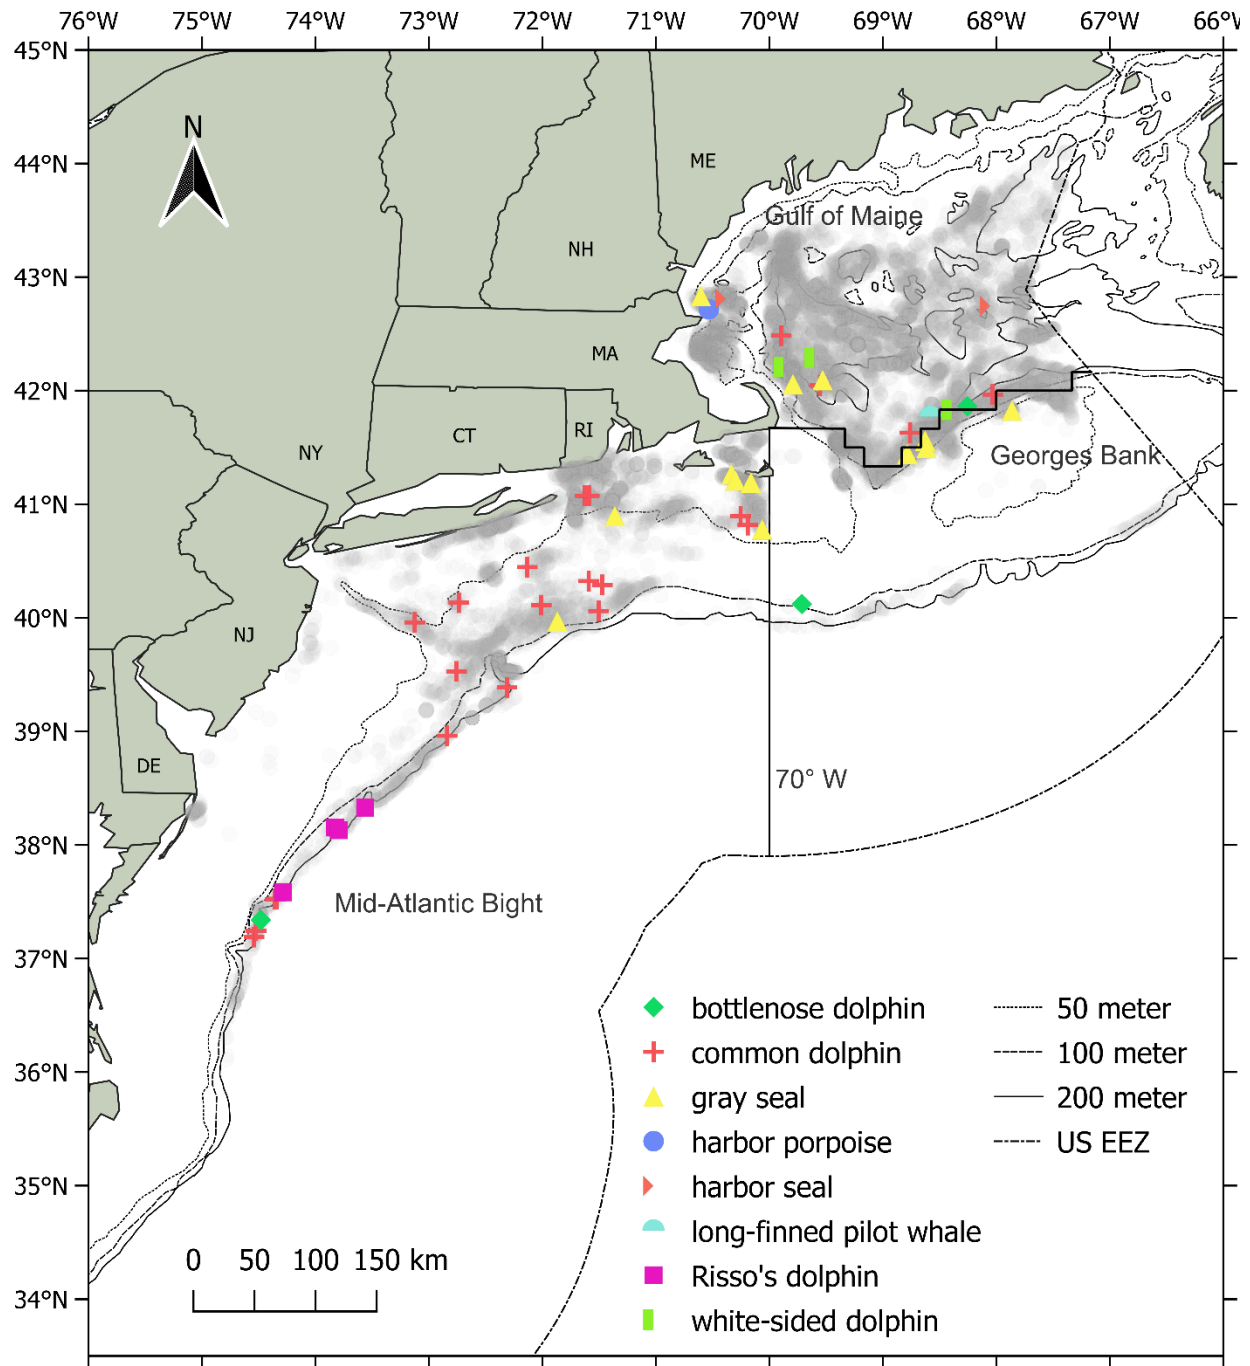 76°W 75°W 74°W 73°W 72°W 71°W 70°W 69°W 68°W 67°W 66°W
45°N
N
ME
44°N
Gulf of Maine
NH
43°N
MA
42°N
CT
RI
NY
Georges Bank
41°N
40°N
NJ
39°N
DE
70° W
38°N
Mid-Atlantic Bight
37°N
bottlenose dolphin
50 meter
common dolphin
100 meter
36°N
gray seal
200 meter
harbor porpoise
US EEZ
35°N
harbor seal
long-finned pilot whale
0 50 100 150 km
Risso's dolphin
34°N
white-sided dolphin